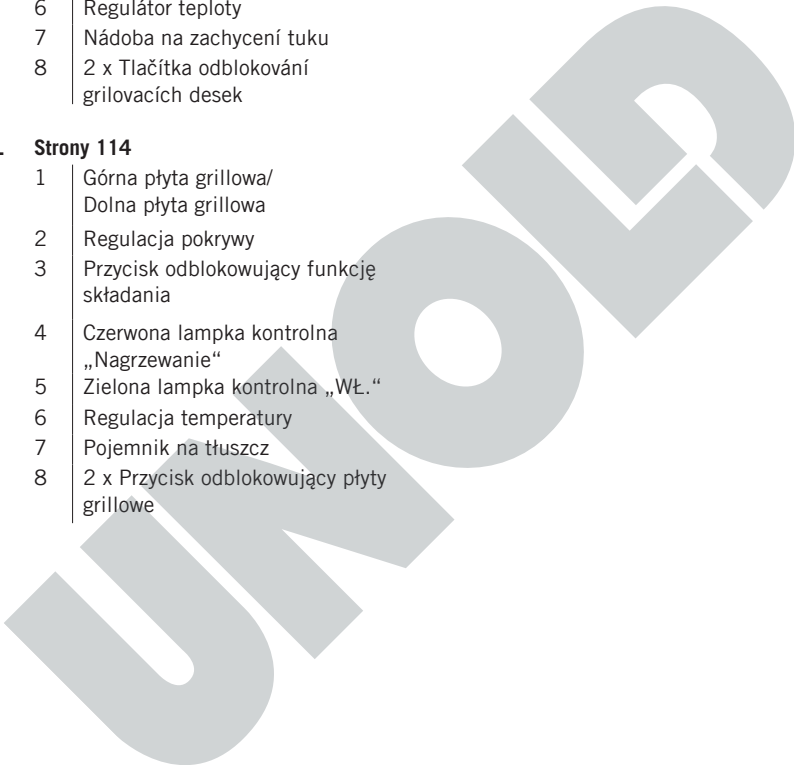 6 Regulátor teploty
7 Nádoba na zachycení tuku
8 2 x Tlačítka odblokování
grilovacích desek
Strony 114
1 Górna płyta grillowa/
Dolna płyta grillowa
2 Regulacja pokrywy
3 Przycisk odblokowujący funkcję
składania
4 Czerwona lampka kontrolna
„Nagrzewanie“
5 Zielona lampka kontrolna „WŁ.“
6 Regulacja temperatury
7 Pojemnik na tłuszcz
8 2 x Przycisk odblokowujący płyty
grillowe
UNOLD